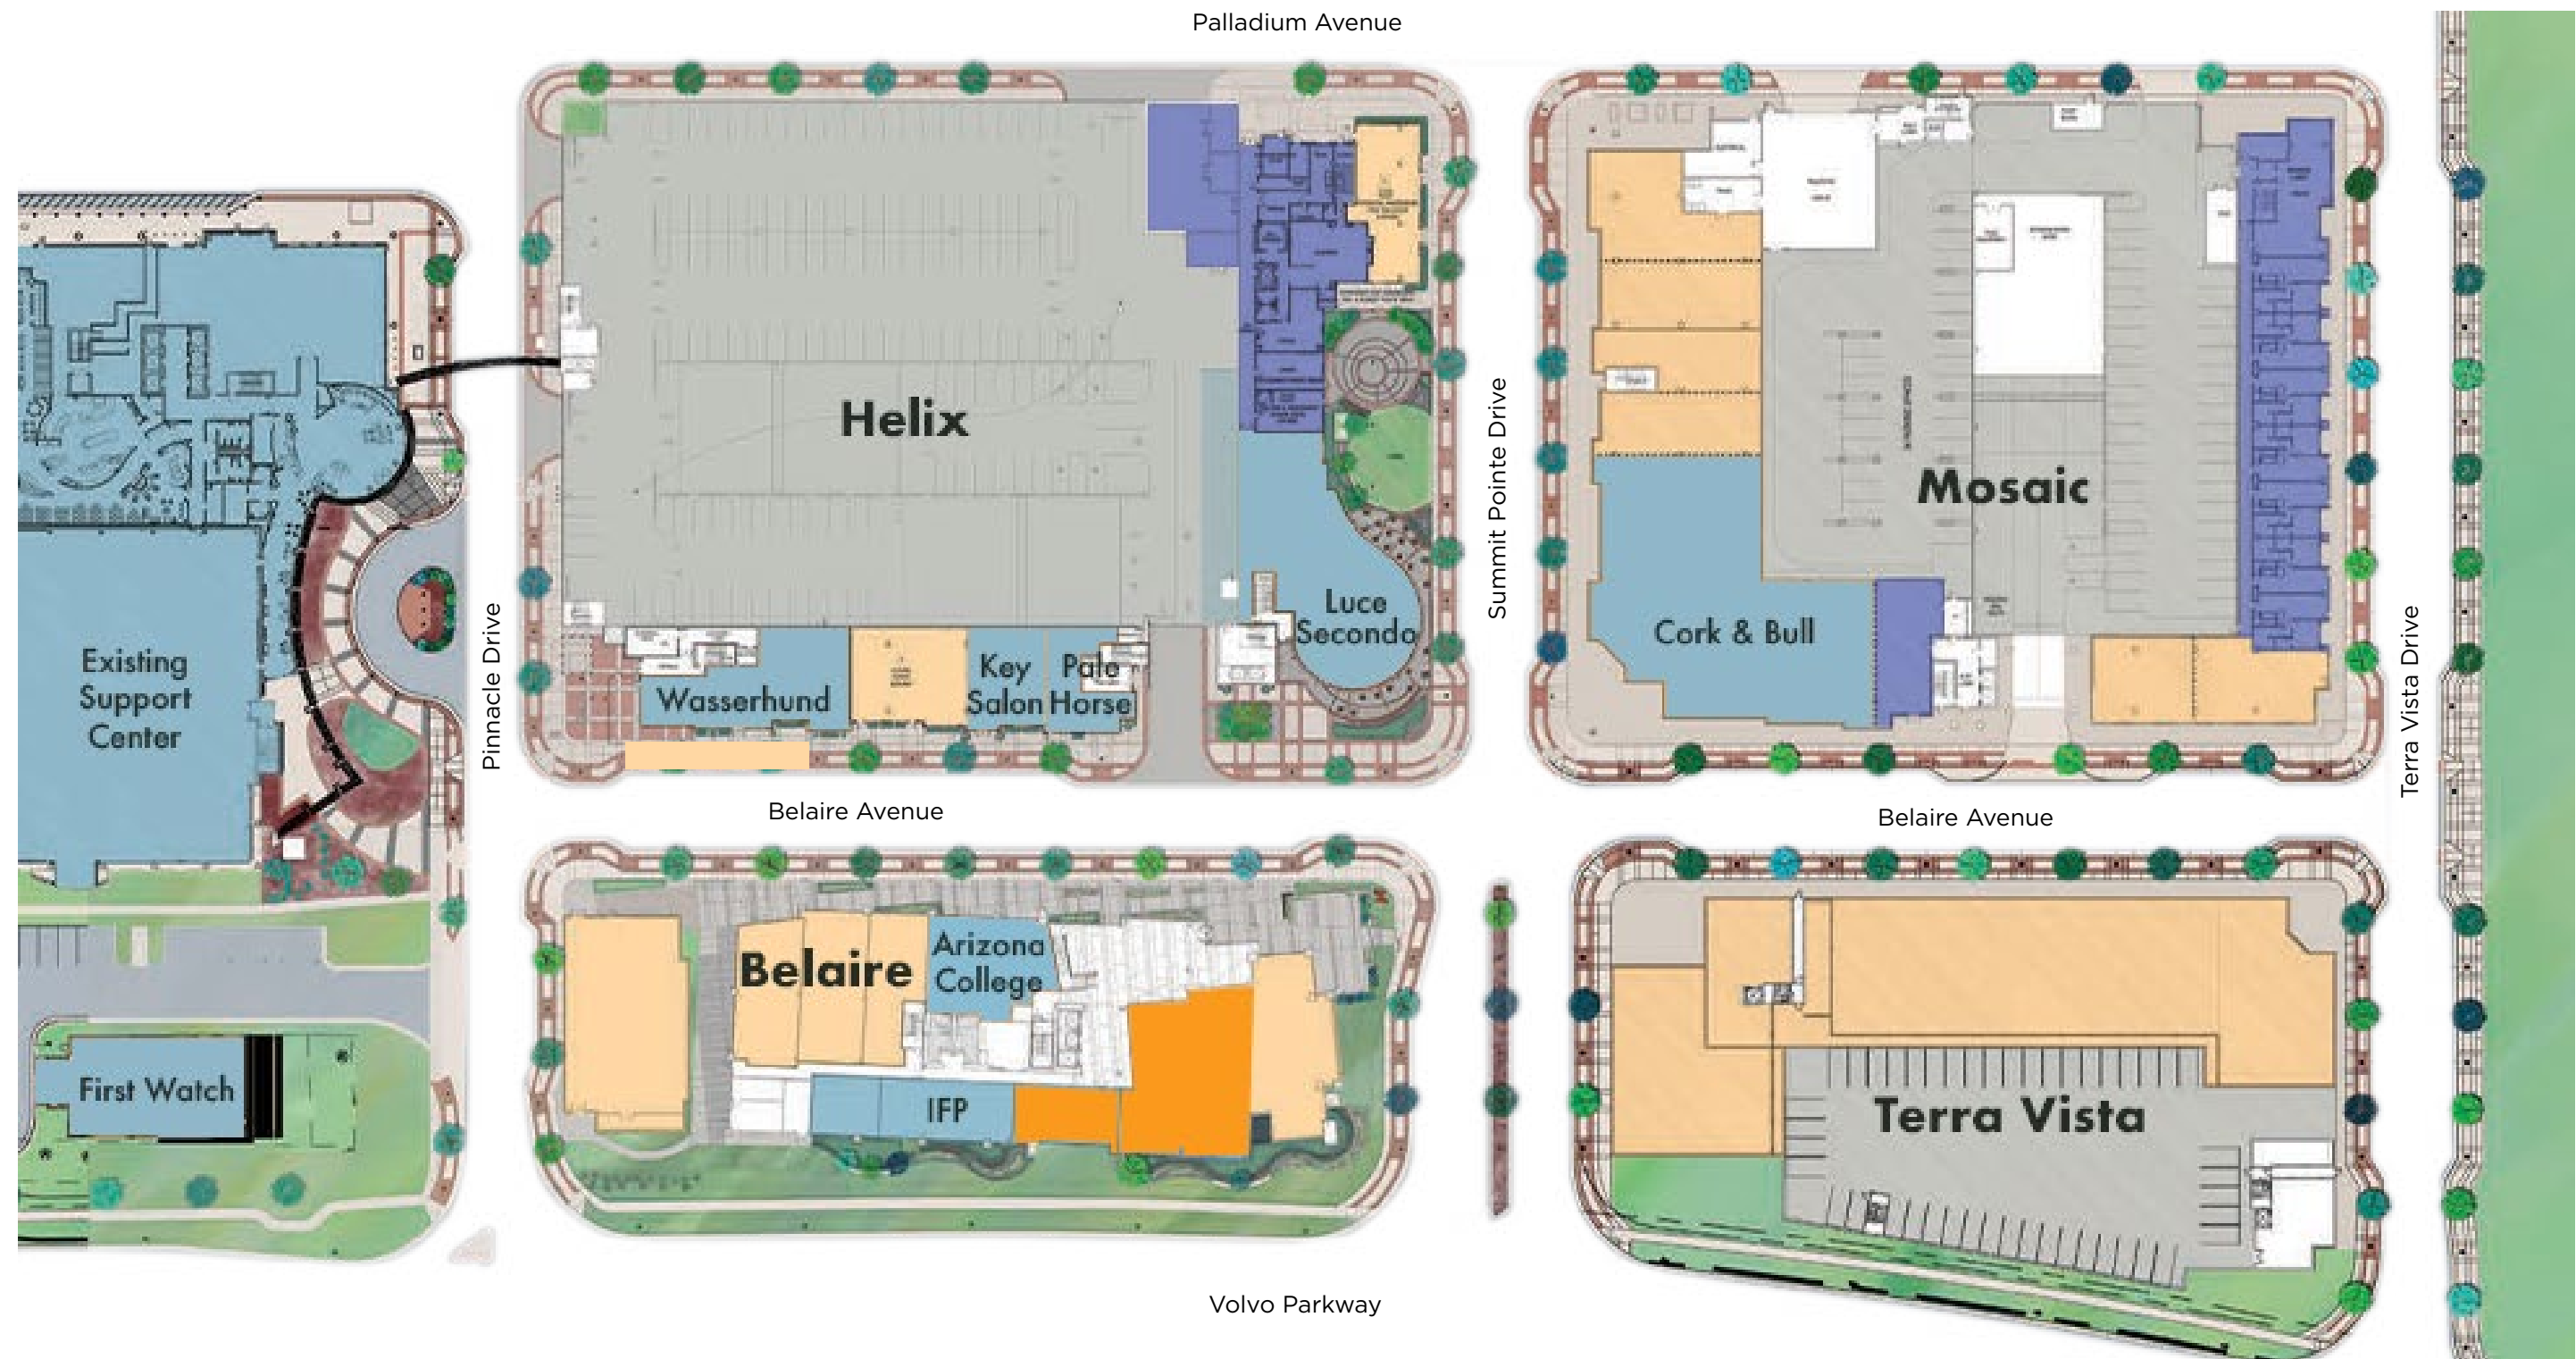 Palladium Avenue
Helix
Mosaic
Summit Pointe Drive
Pinnacle Drive
Terra Vista Drive
Existing
Support
Center
Luce
Secondo
Cork & Bull
Wasserhund
Key
Salon
Pale
Horse
Belaire Avenue
Belaire Avenue
Belaire
Arizona
College
IFP
First Watch
Terra Vista
Volvo Parkway